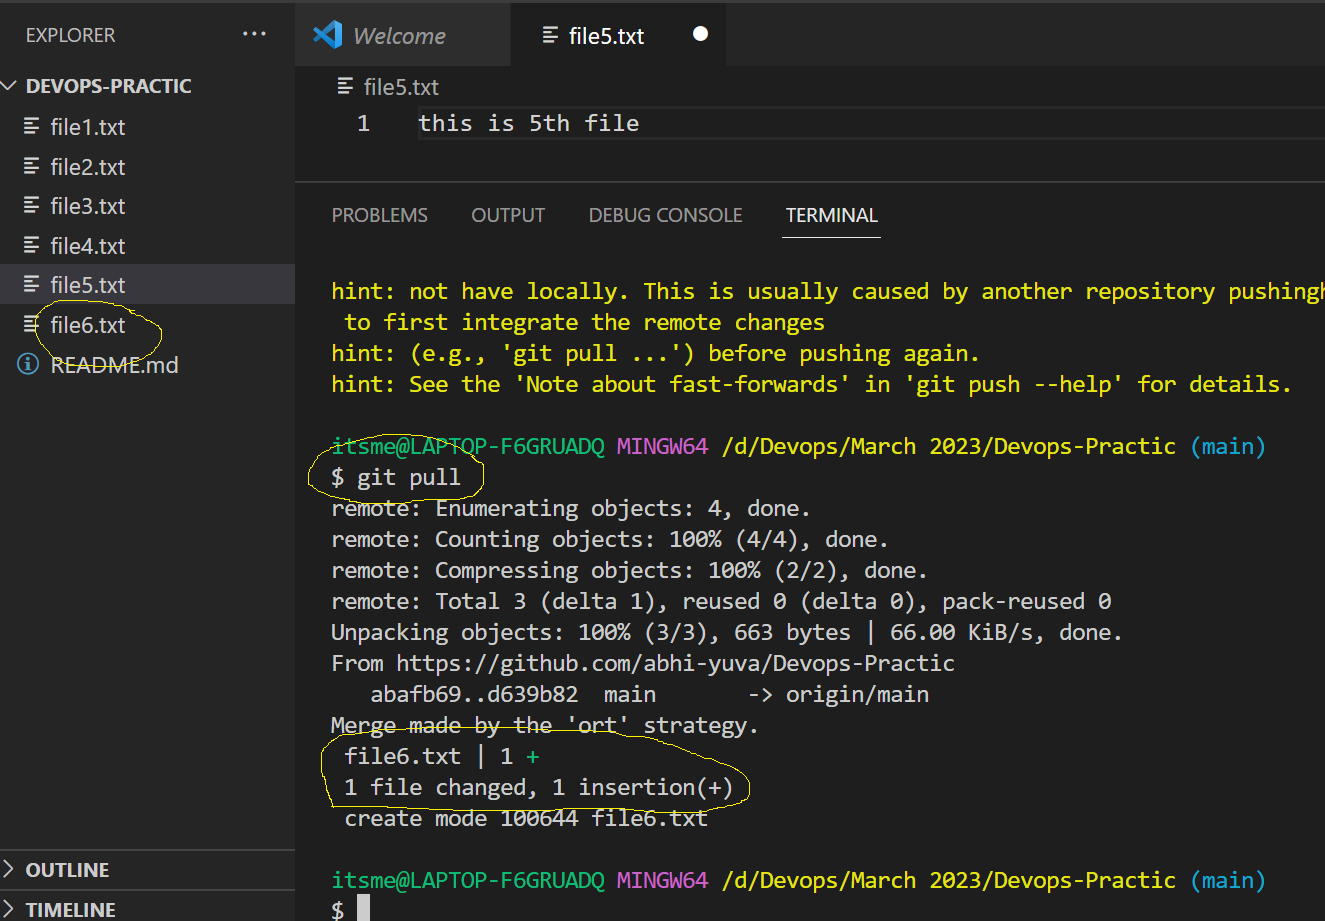 EXPLORER ...
Welcome
file5.txt
DEVOPS-PRACTIC
file1.txt
file2.txt
file3.txt
file4.txt
file5.txt
file6.txt
README.md
OUTLINE
TIMELINE
file5.txt
1 this is 5th file
PROBLEMS OUTPUT DEBUG CONSOLE TERMINAL
hint: not have locally. This is usually caused by another repository pushingh
to first integrate the remote changes
hint: (e.g., 'git pull ...') before pushing again.
hint: See the 'Note about fast-forwards' in 'git push --help' for details.
itsme@LAPTOP-F6GRUADQ MINGW64 /d/Devops/March 2023/Devops-Practic (main)
$ git pull
remote: Enumerating objects: 4, done.
remote: Counting objects: 100% (4/4), done.
remote: Compressing objects: 100% (2/2), done.
remote: Total 3 (delta 1), reused 0 (delta 0), pack-reused 0
Unpacking objects: 100% (3/3), 663 bytes | 66.00 KiB/s, done.
From https://github.com/abhi-yuva/Devops-Practic
abafb69..d639b82 main -> origin/main
Merge made by the 'ort' strategy.
file6.txt | 1 +
1 file changed, 1 insertion(+)
create mode 100644 file6.txt
itsme@LAPTOP-F6GRUADQ MINGW64 /d/Devops/March 2023/Devops-Practic (main)
$